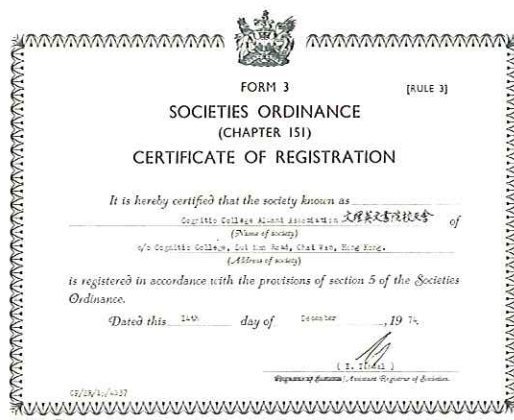 FORM 3
[RULE 3]
SOCIETIES ORDINANCE
(CHAPTER 151)
CERTIFICATE OF REGISTRATION
It is hereby certified that the society known as
Cognitio College Alumni Association 文理英文書院校友會 of
(Name of society)
c/o Cognitio College, Road, Chai Wan, Hong Kong.
(Address of society)
is registered in accordance with the provisions of section 5 of the Societies
Ordinance.
Dated this 14th day of December, 1974.
Assistant Registrar of Societies.